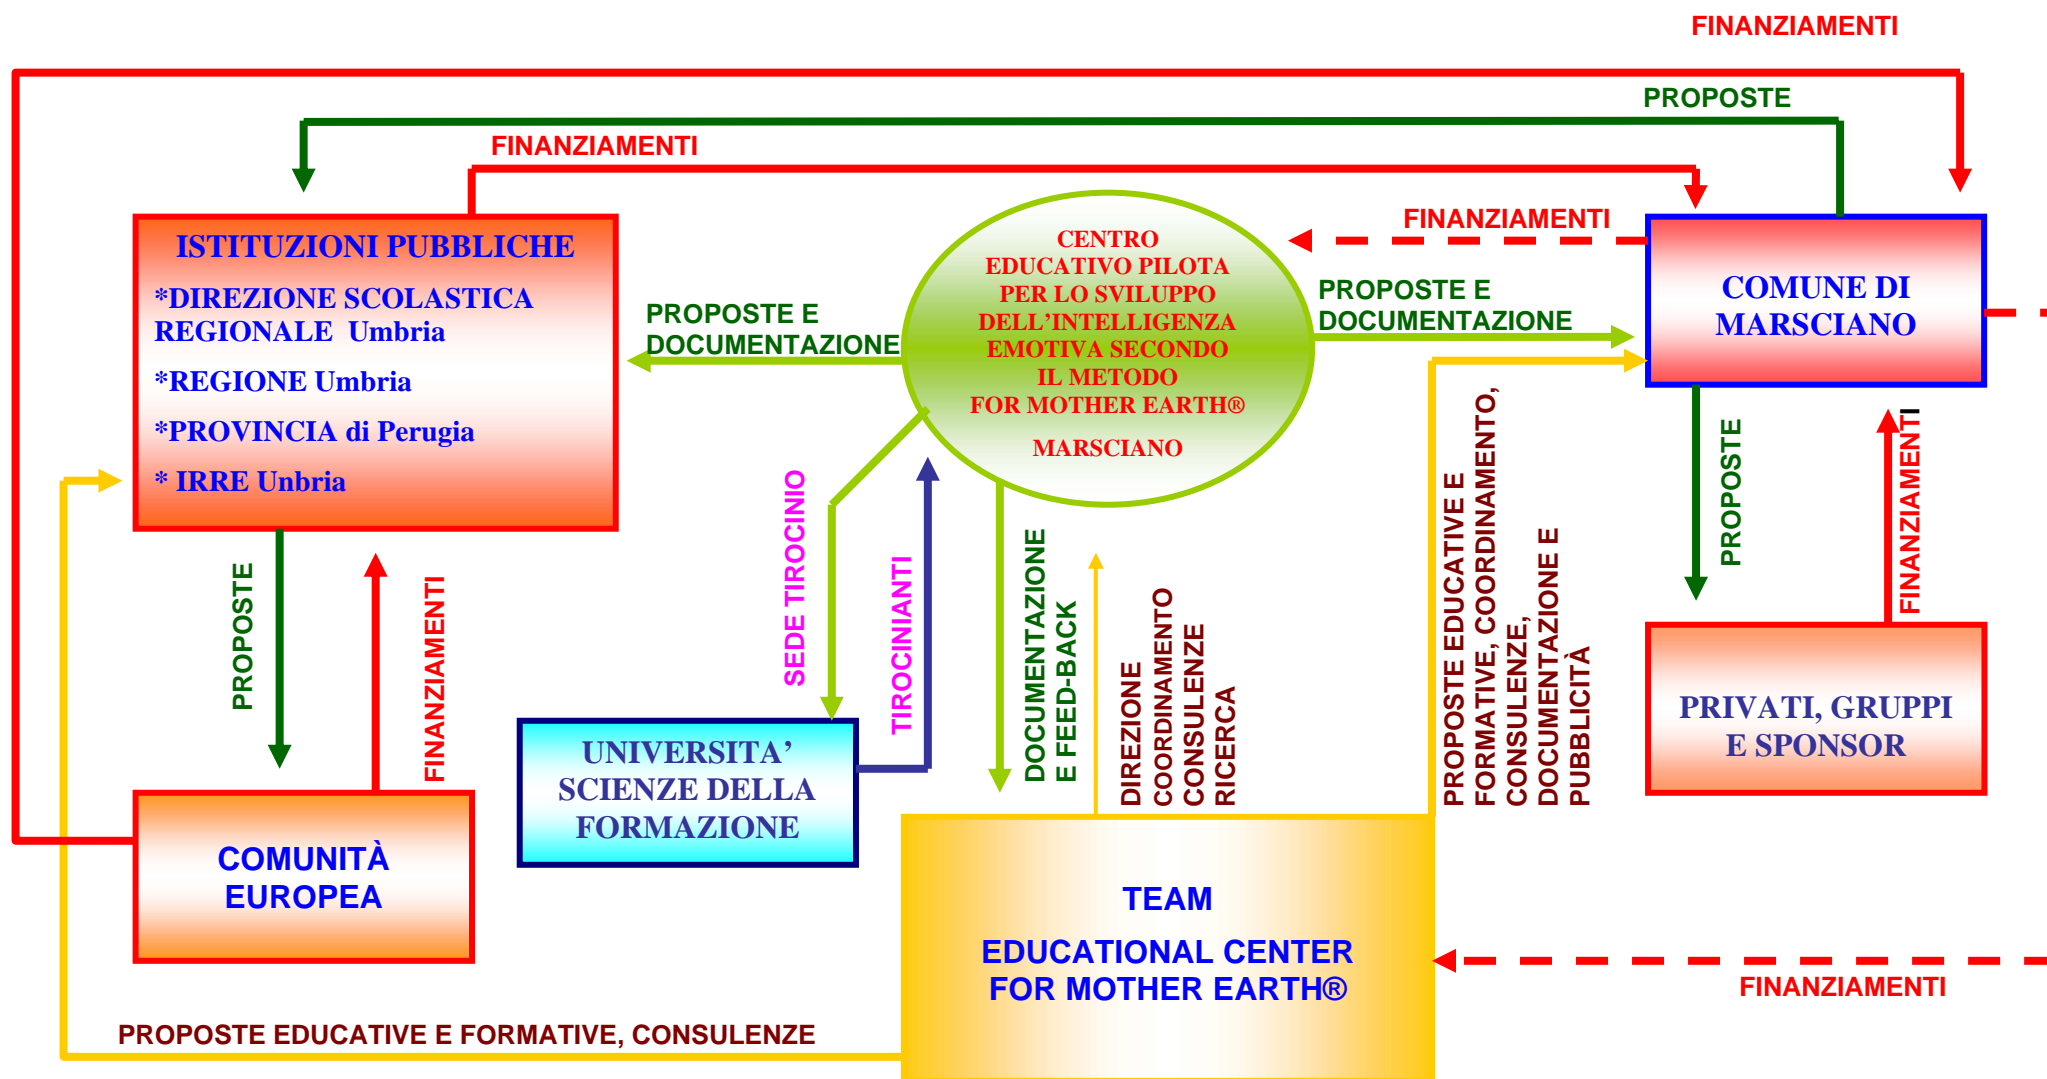 FINANZIAMENTI
PROPOSTE
FINANZIAMENTI
ISTITUZIONI PUBBLICHE
*DIREZIONE SCOLASTICA
REGIONALE Umbria
*REGIONE Umbria
*PROVINCIA di Perugia
* IRRE Unbria
PROPOSTE E
DOCUMENTAZIONE
CENTRO
EDUCATIVO PILOTA
PER LO SVILUPPO
DELL'INTELLIGENZA
EMOTIVA SECONDO
IL METODO
FOR MOTHER EARTH®
MARSCIANO
FINANZIAMENTI
PROPOSTE E
DOCUMENTAZIONE
COMUNE DI
MARSCIANO
PROPOSTE
FINANZIAMENTI
SEDE TIROCINIO
TIROCINIANTI
DOCUMENTAZIONE
E FEED-BACK
DIREZIONE
COORDINAMENTO
CONSULENZE
RICERCA
PROPOSTE EDUCATIVE E
FORMATIVE, COORDINAMENTO,
CONSULENZE,
DOCUMENTAZIONE E
PUBBLICITÀ
PROPOSTE
FINANZIAMENTI
PRIVATI, GRUPPI
E SPONSOR
UNIVERSITA'
SCIENZE DELLA
FORMAZIONE
COMUNITÀ
EUROPEA
TEAM
EDUCATIONAL CENTER
FOR MOTHER EARTH®
FINANZIAMENTI
PROPOSTE EDUCATIVE E FORMATIVE, CONSULENZE